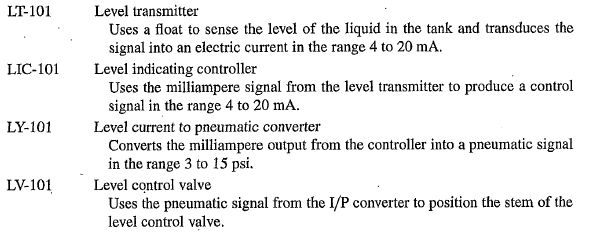 LT-101 Level transmitter
Uses a float to sense the level of the liquid in the tank and transduces the
signal into an electric current in the range 4 to 20 mA.
LIC-101 Level indicating controller
Uses the milliampere signal from the level transmitter to produce a control
signal in the range 4 to 20 mA.
LY-101 Level current to pneumatic converter
Converts the milliampere output from the controller into a pneumatic signal
in the range 3 to 15 psi.
LV-101 Level control valve
Uses the pneumatic signal from the I/P converter to position the stem of the
level control valve.